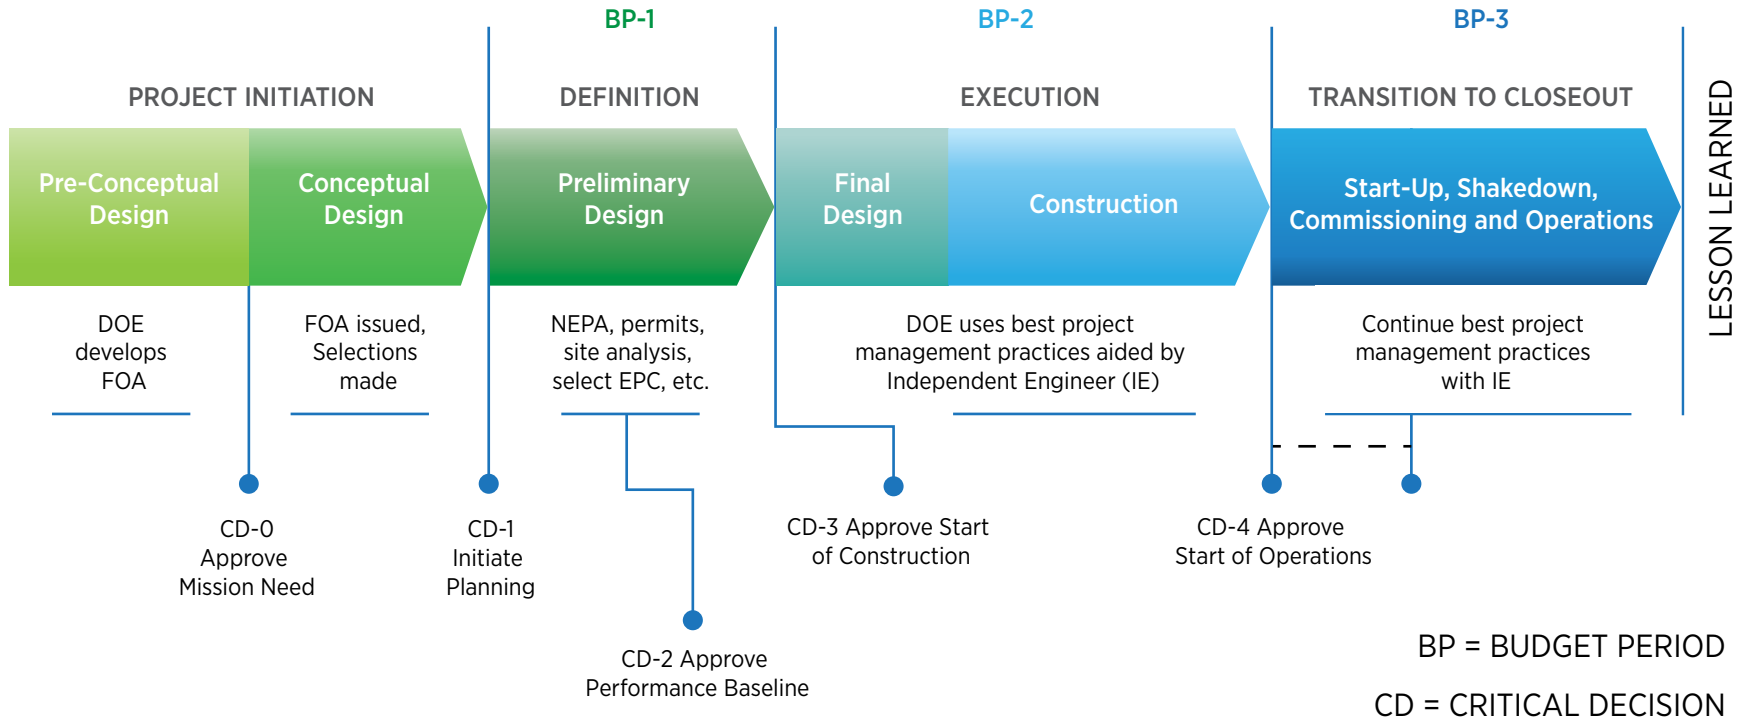 BP-1
BP-2
BP-3
PROJECT INITIATION
DEFINITION
EXECUTION
TRANSITION TO CLOSEOUT
Pre-Conceptual
Design
Conceptual
Design
Preliminary
Design
Final
Design
Construction
Start-Up, Shakedown,
Commissioning and Operations
LESSON LEARNED
DOE
develops
FOA
FOA issued,
Selections
made
NEPA, permits,
site analysis,
select EPC, etc.
DOE uses best project
management practices aided by
Independent Engineer (IE)
Continue best project
management practices
with IE
CD-0
Approve
Mission Need
CD-1
Initiate
Planning
CD-2 Approve
Performance Baseline
CD-3 Approve Start
of Construction
CD-4 Approve
Start of Operations
BP = BUDGET PERIOD
CD = CRITICAL DECISION